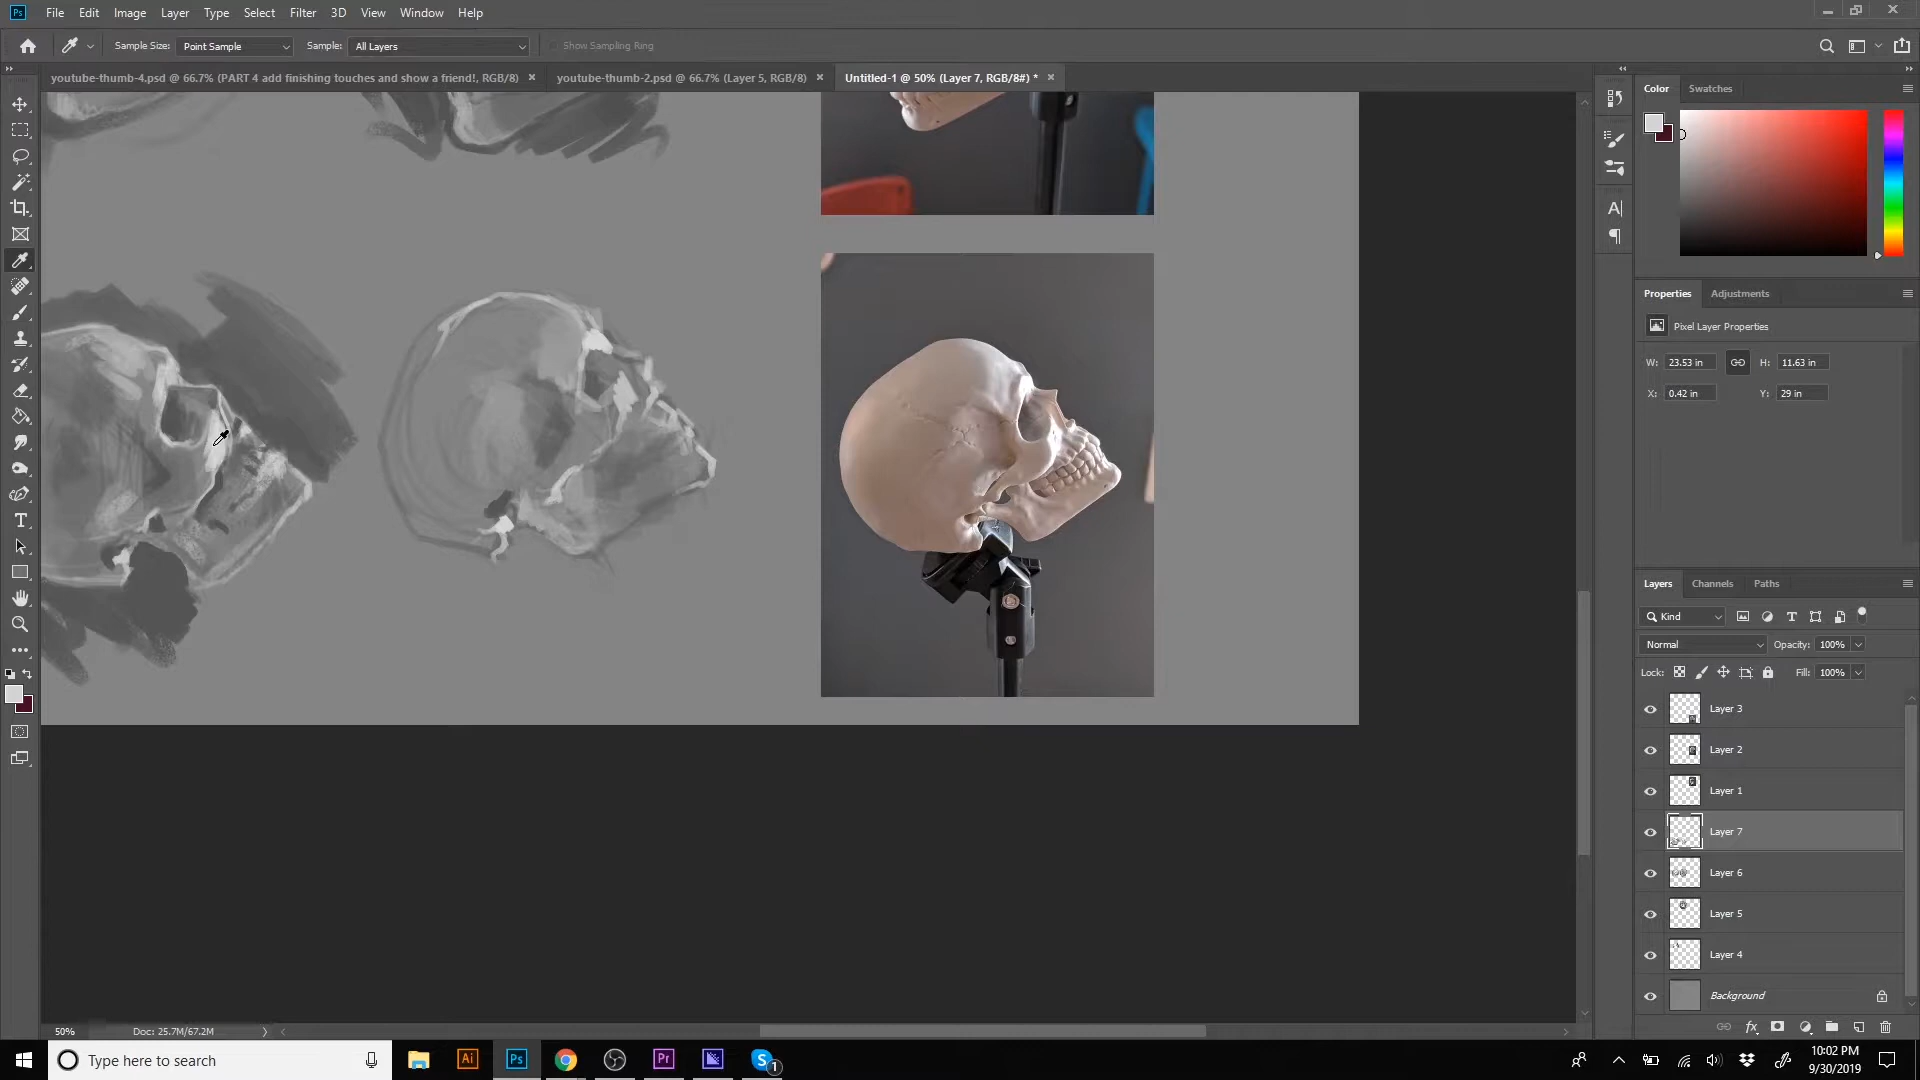 Ps File Edit Image Layer Type Select Filter 3D View Window Help
Sample Size: Point Sample Sample: All Layers Show Sampling Ring
youtube-thumb-4.psd @ 66.7% (PART 4 add finishing touches and show a friend!, RGB/8) × youtube-thumb-2.psd @ 66.7% (Layer 5, RGB/8) × Untitled-1 @ 50% (Layer 7, RGB/8#) * ×
Color Swatches
Properties Adjustments
Pixel Layer Properties
W: 23.53 in H: 11.63 in
X: 0.42 in Y: 29 in
Layers Channels Paths
Kind
Normal Opacity: 100%
Lock: Fill: 100%
Layer 3
Layer 2
Layer 1
Layer 7
Layer 6
Layer 5
Layer 4
Background
50% Doc: 25.7M/67.2M
Type here to search Ai Ps Pr S 1 10:02 PM
9/30/2019